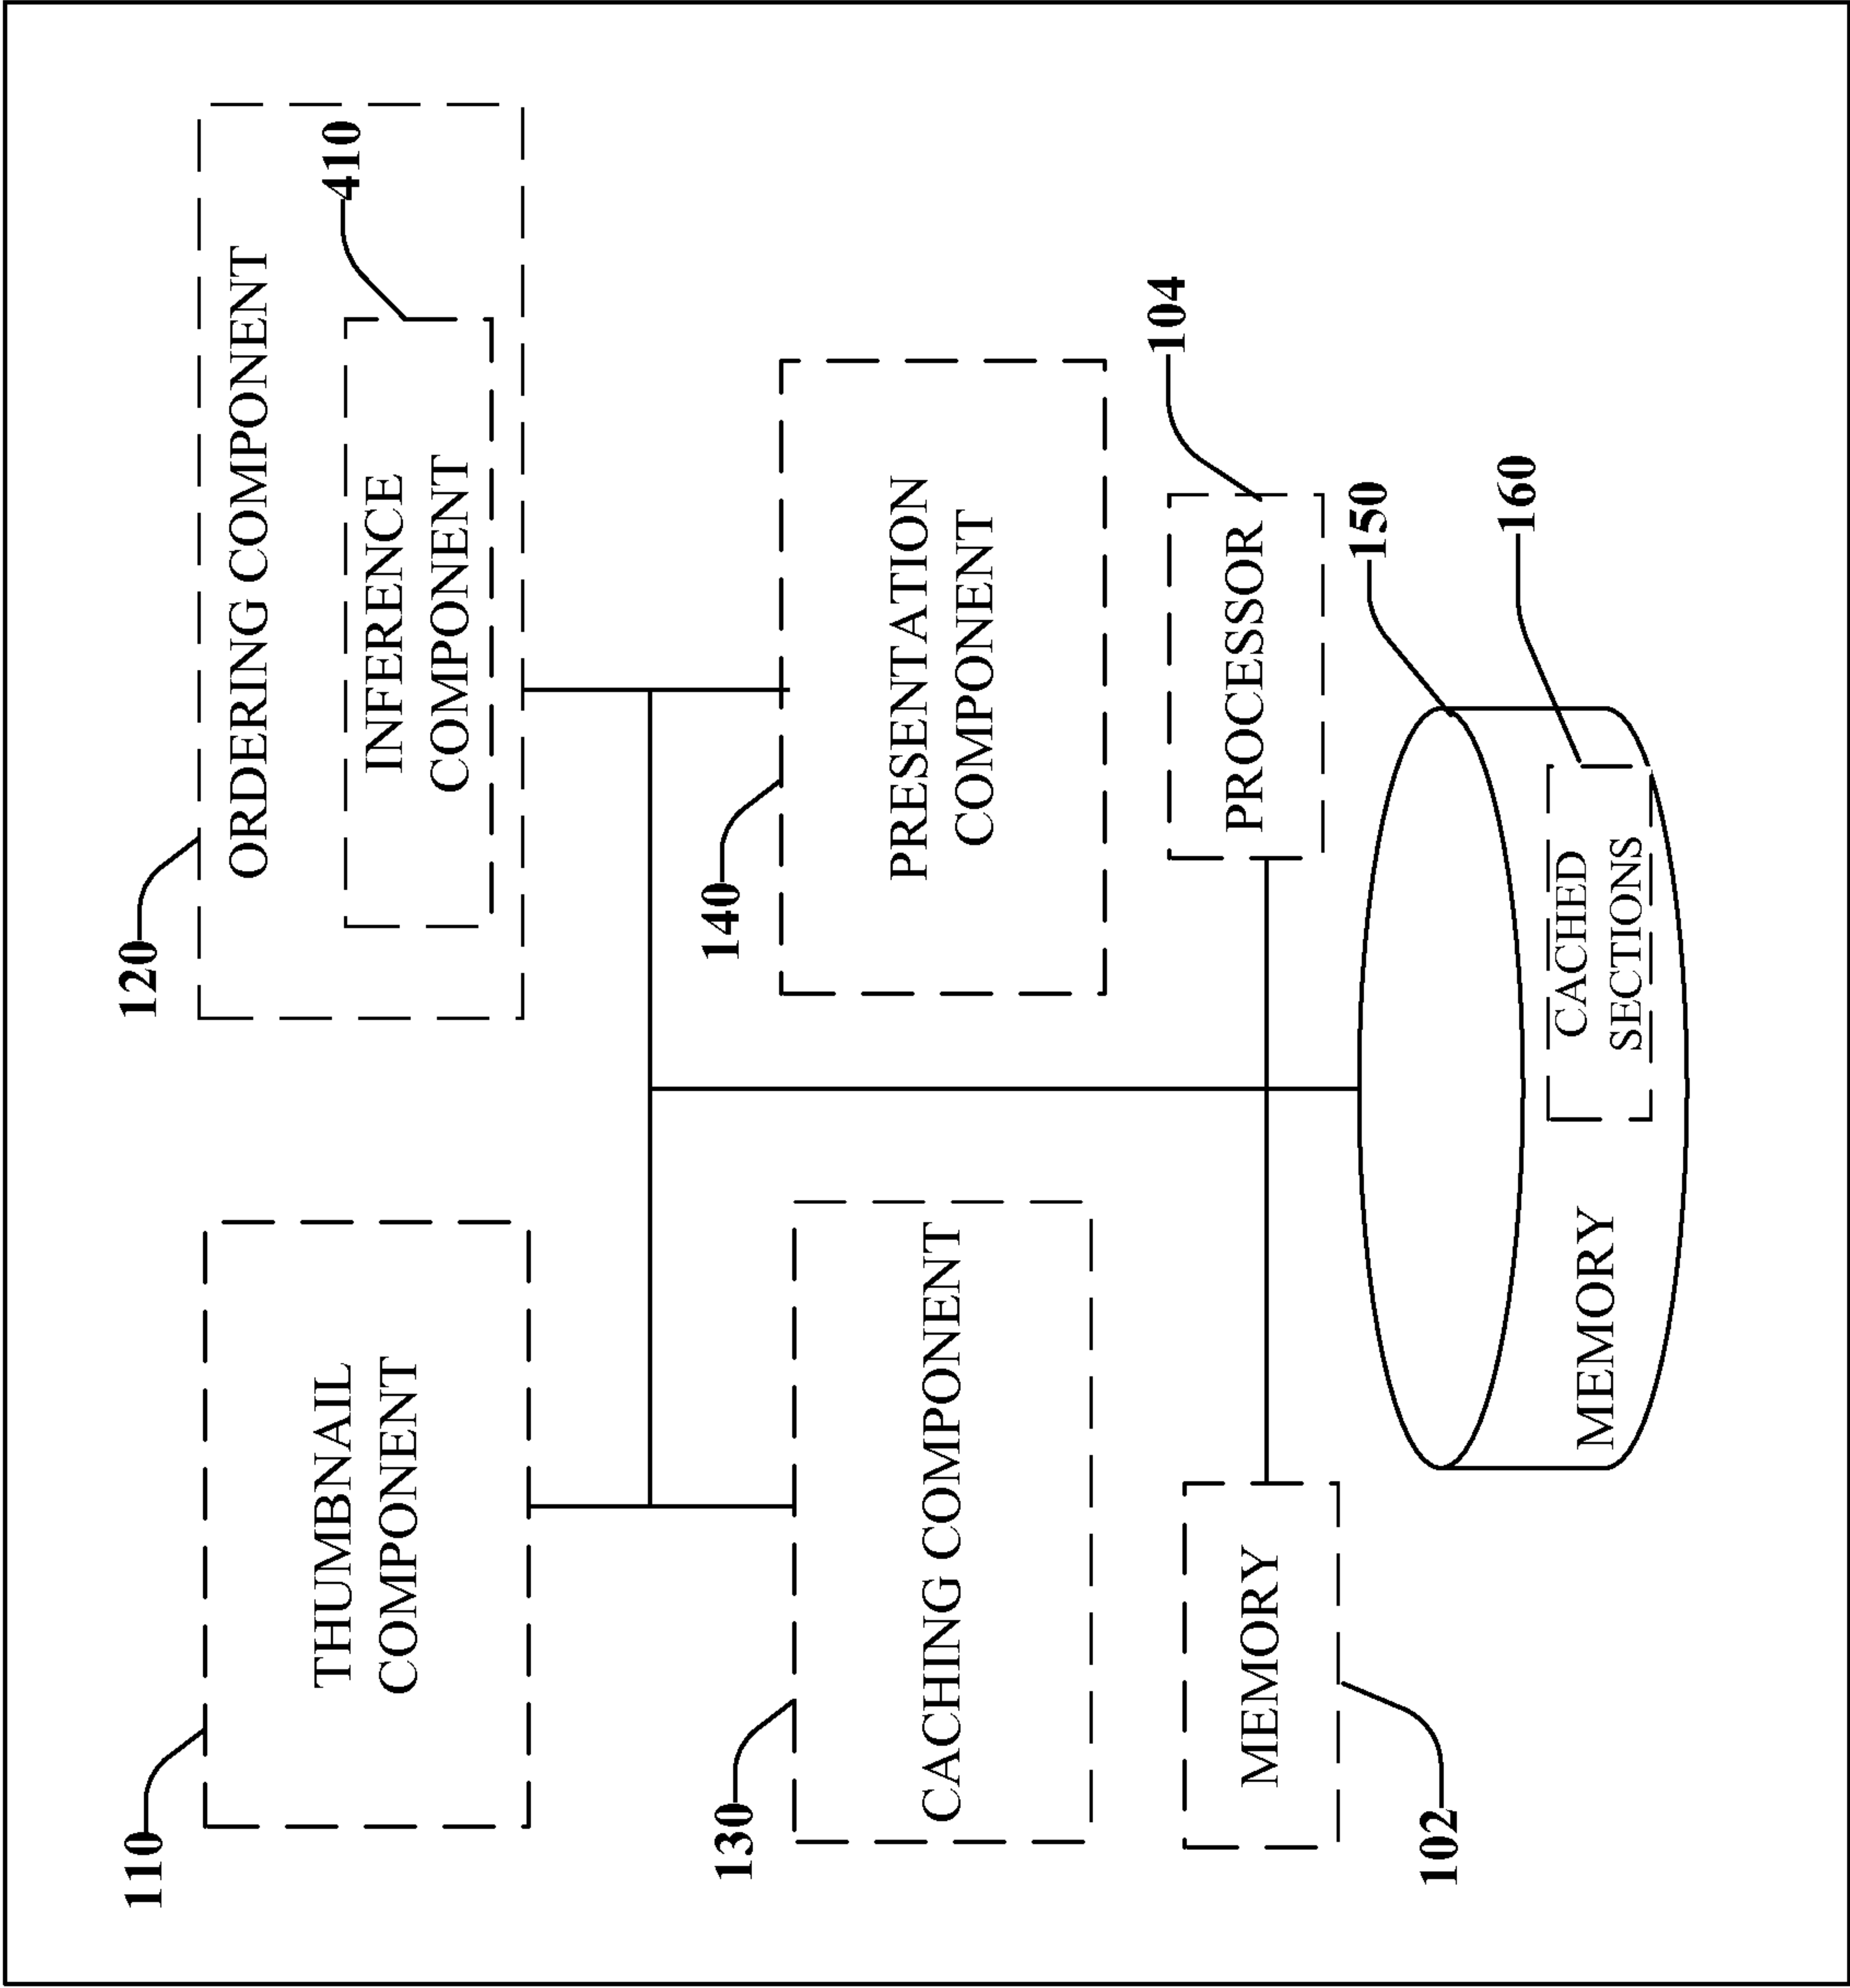 110
THUMBNAIL
COMPONENT
120
ORDERING COMPONENT
410
INFERENCE
COMPONENT
130
CACHING COMPONENT
140
PRESENTATION
COMPONENT
MEMORY
102
PROCESSOR
104
150
MEMORY
CACHED
SECTIONS
160